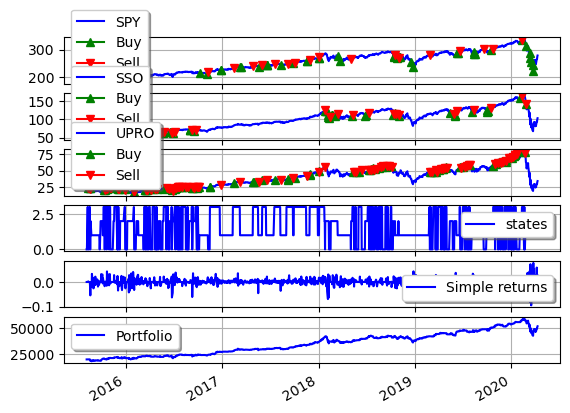 SPY
Buy
Sell
300
200
SSO
Buy
Sell
150
100
50
UPRO
Buy
Sell
75
50
25
states
2.5
0.0
Simple returns
0.0
−0.1
Portfolio
50000
25000
2016
2017
2018
2019
2020